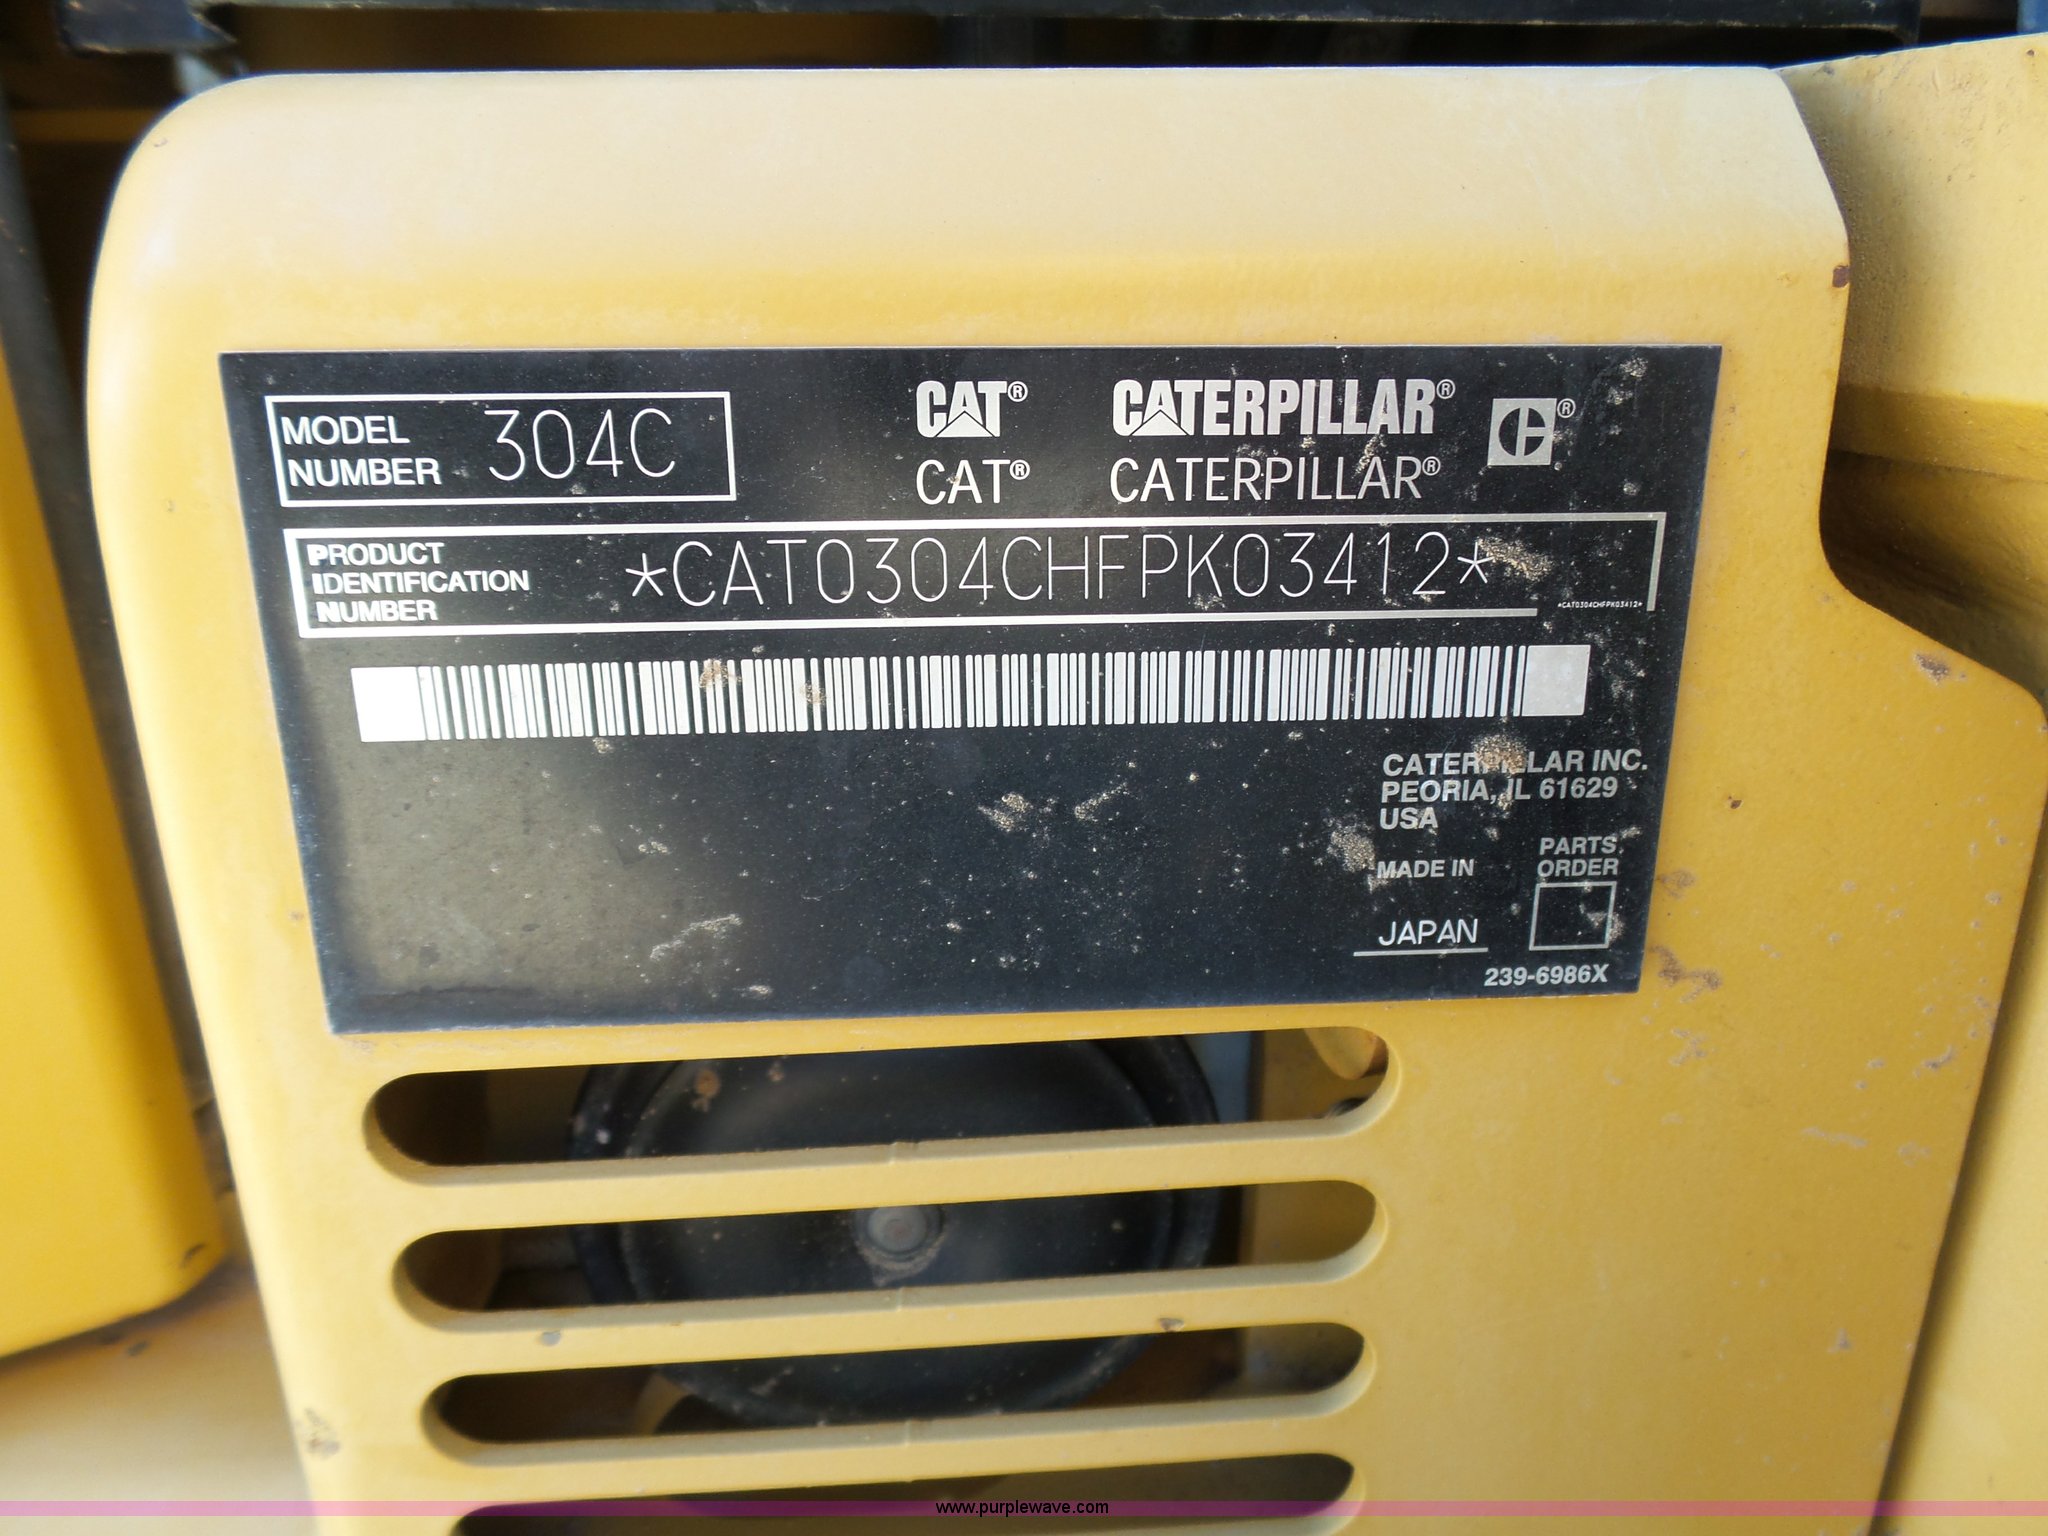 MODEL NUMBER 304C
CAT® CATERPILLAR® C®
CAT® CATERPILLAR®
PRODUCT
IDENTIFICATION
NUMBER
*CAT0304CHFPK03412*
*CAT0304CHFPK03412*
CATERPILLAR INC.
PEORIA, IL 61629
USA
MADE IN
JAPAN
PARTS
ORDER
239-6986X
www.purplewave.com